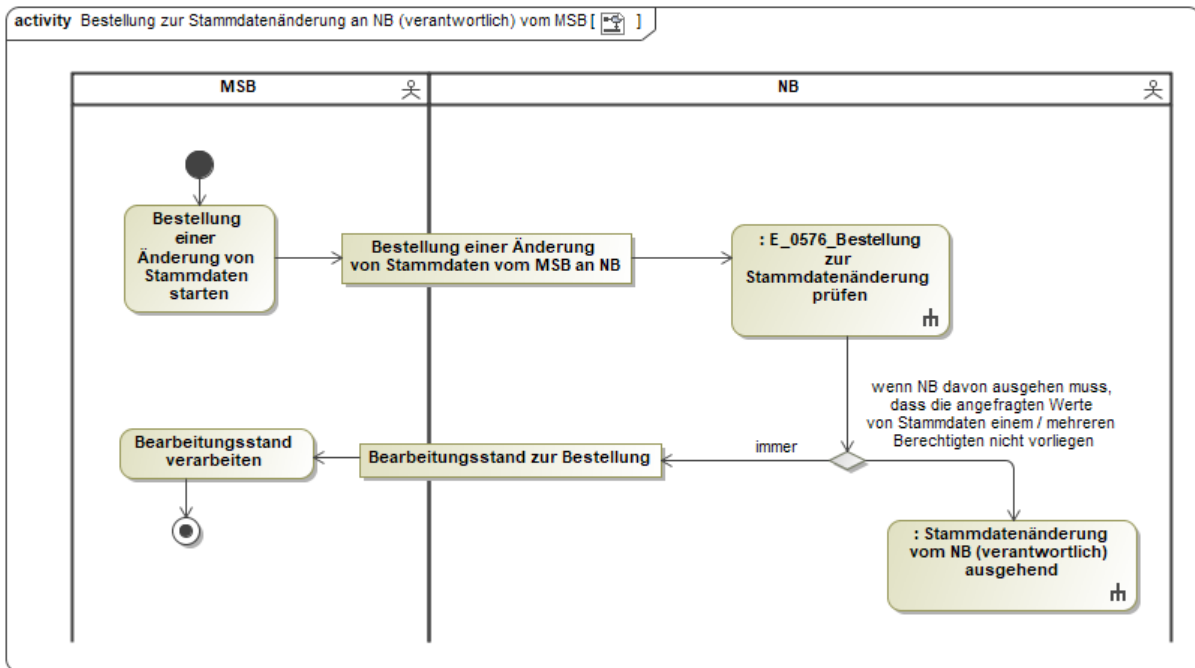 activity Bestellung zur Stammdatenänderung an NB (verantwortlich) vom MSB [ ]
MSB
NB
Bestellung
einer
Änderung von
Stammdaten
starten
Bestellung einer Änderung
von Stammdaten vom MSB an NB
: E_0576_Bestellung
zur
Stammdatenänderung
prüfen
wenn NB davon ausgehen muss,
dass die angefragten Werte
von Stammdaten einem / mehreren
Berechtigten nicht vorliegen
immer
Bearbeitungsstand zur Bestellung
Bearbeitungsstand
verarbeiten
: Stammdatenänderung
vom NB (verantwortlich)
ausgehend